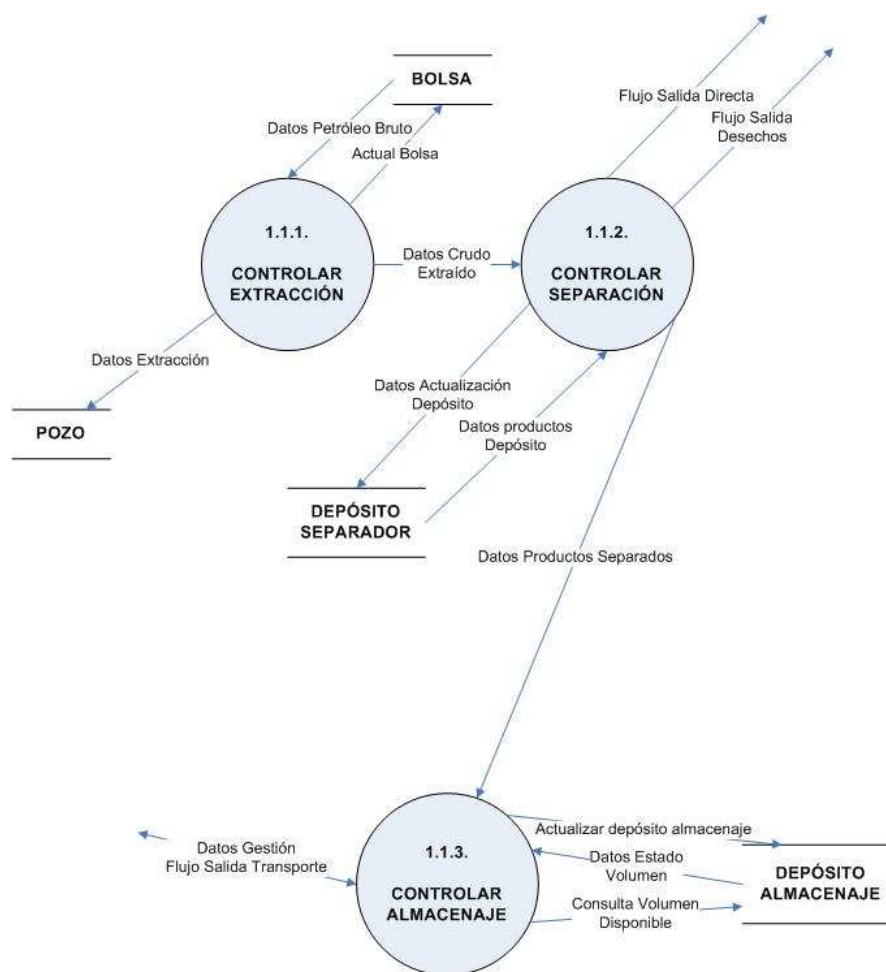 BOLSA
Flujo Salida Directa
Flujo Salida
Desechos
Datos Petróleo Bruto
Actual Bolsa
1.1.1.
CONTROLAR
EXTRACCIÓN
Datos Crudo
Extraído
1.1.2.
CONTROLAR
SEPARACIÓN
Datos Extracción
POZO
Datos Actualización
Depósito
Datos productos
Depósito
DEPÓSITO
SEPARADOR
Datos Productos Separados
Datos Gestión
Flujo Salida Transporte
1.1.3.
CONTROLAR
ALMACENAJE
Actualizar depósito almacenaje
Datos Estado
Volumen
Consulta Volumen
Disponible
DEPÓSITO
ALMACENAJE